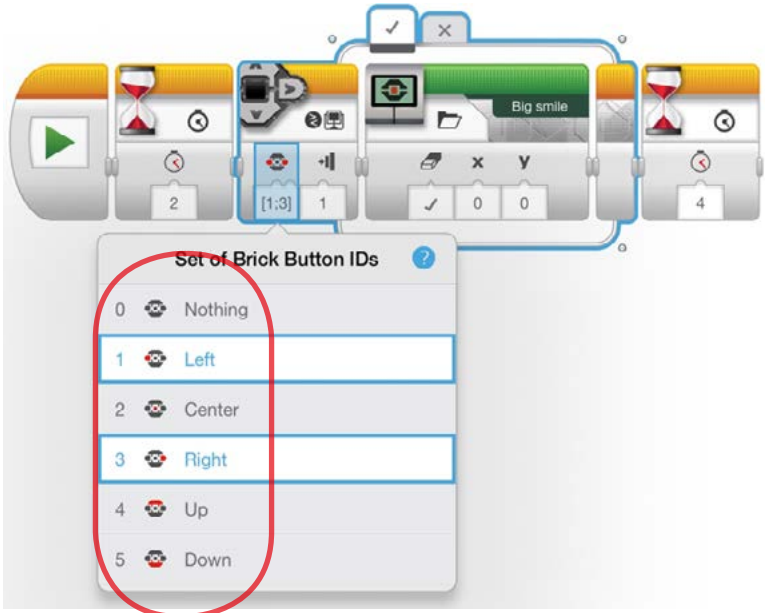 Big smile
x y
2 [1;3] 1 0 0 4
Set of Brick Button IDs ?
0 Nothing
1 Left
2 Center
3 Right
4 Up
5 Down